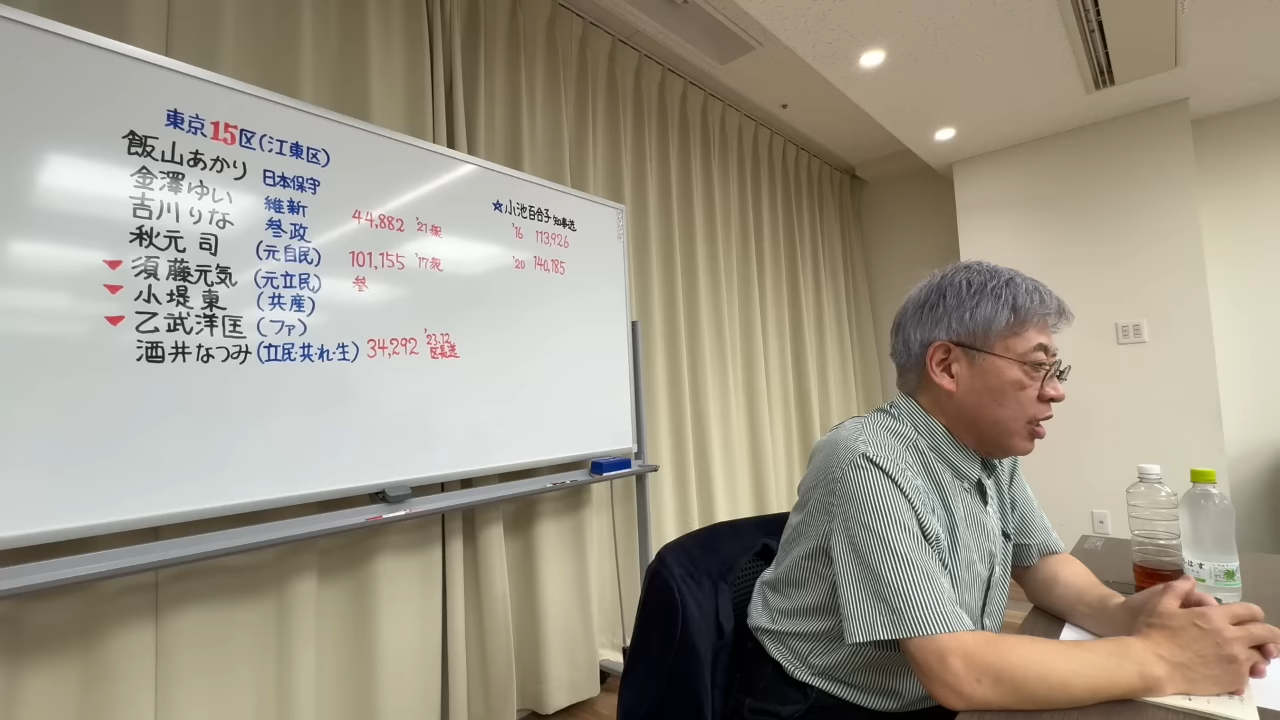 東京15区(江東区)
飯山あかり 日本保守
金澤ゆい 維新 44,882 '21衆
吉川りな 参政
秋元 司 (元自民) 101,155 '17衆
須藤元気 (元立民) 参
小堤 東 (共産)
乙武洋匡 (ファ)
酒井なつみ (立民・共・れ・生) 34,292 '23.12 区長選
☆小池百合子 知事選
'16 113,926
'20 140,185